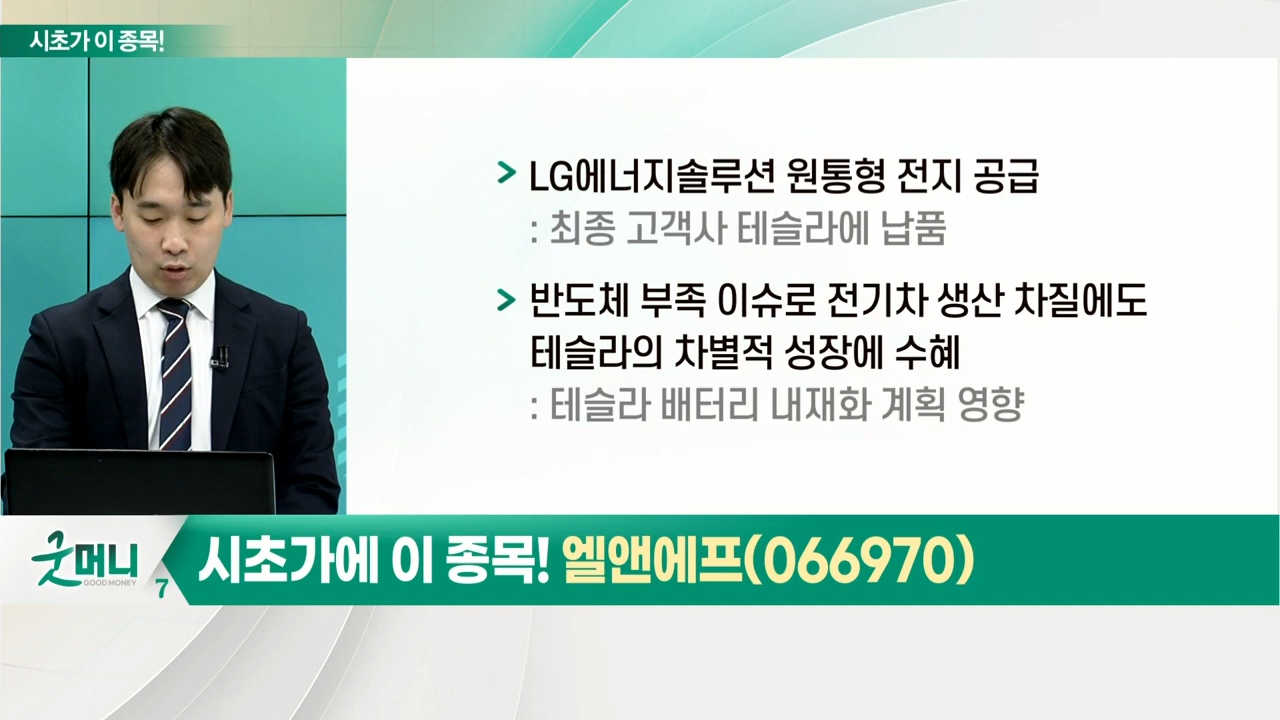 시초가 이 종목!
> LG에너지솔루션 원통형 전지 공급
: 최종 고객사 테슬라에 납품
> 반도체 부족 이슈로 전기차 생산 차질에도
테슬라의 차별적 성장에 수혜
: 테슬라 배터리 내재화 계획 영향
굿머니
GOOD MONEY
7
시초가에 이 종목! 엘앤에프(066970)